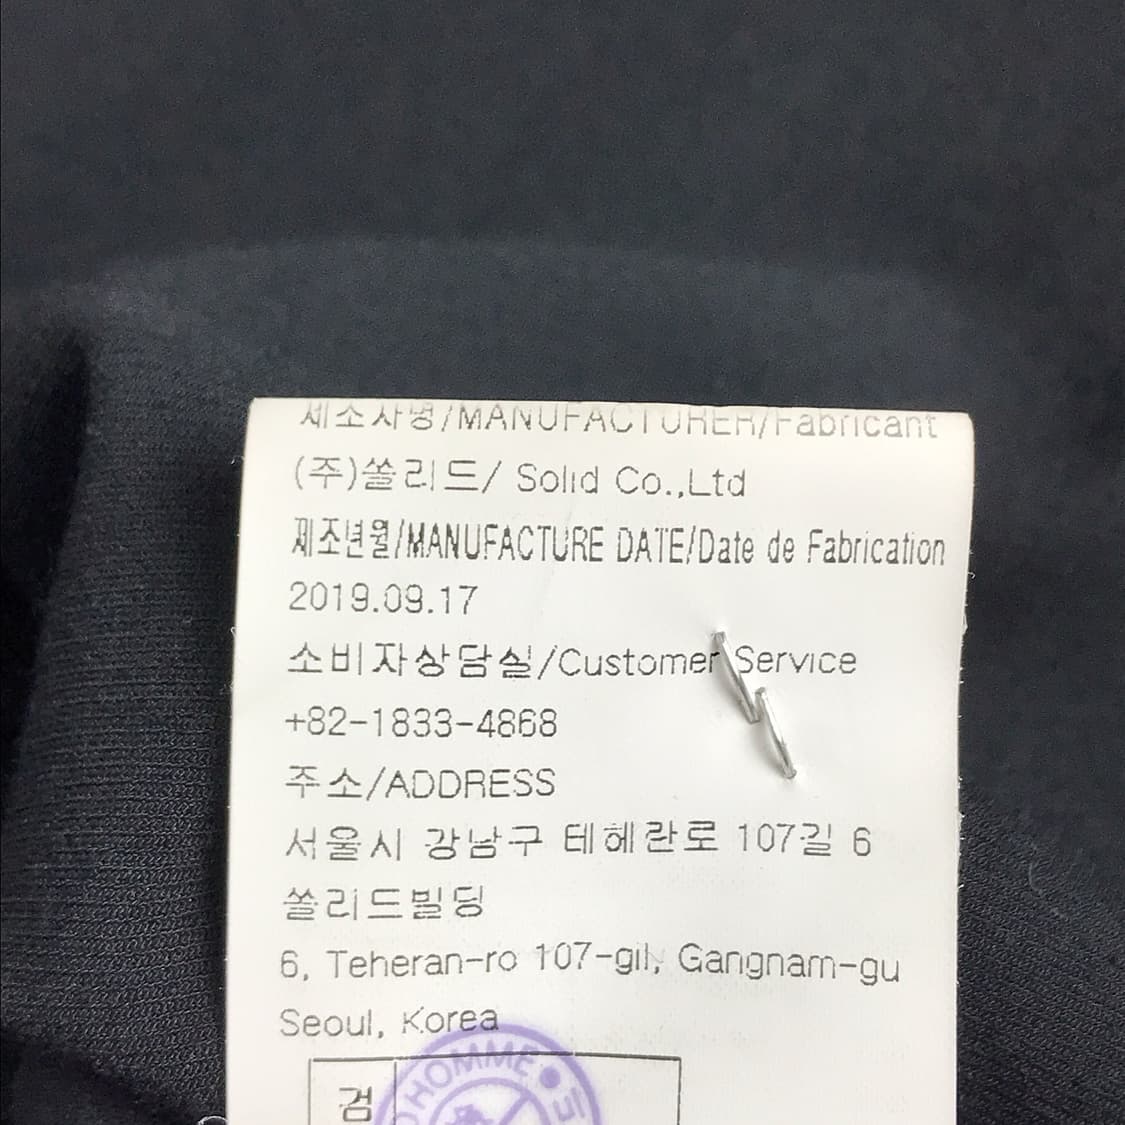 제조자명/MANUFACTURER/Fabricant
(주)쏠리드/ Solid Co.,Ltd
제조년월/MANUFACTURE DATE/Date de Fabrication
2019.09.17
소비자상담실/Customer Service
+82-1833-4868
주소/ADDRESS
서울시 강남구 테헤란로 107길 6
쏠리드빌딩
6, Teheran-ro 107-gil, Gangnam-gu
Seoul, Korea
검